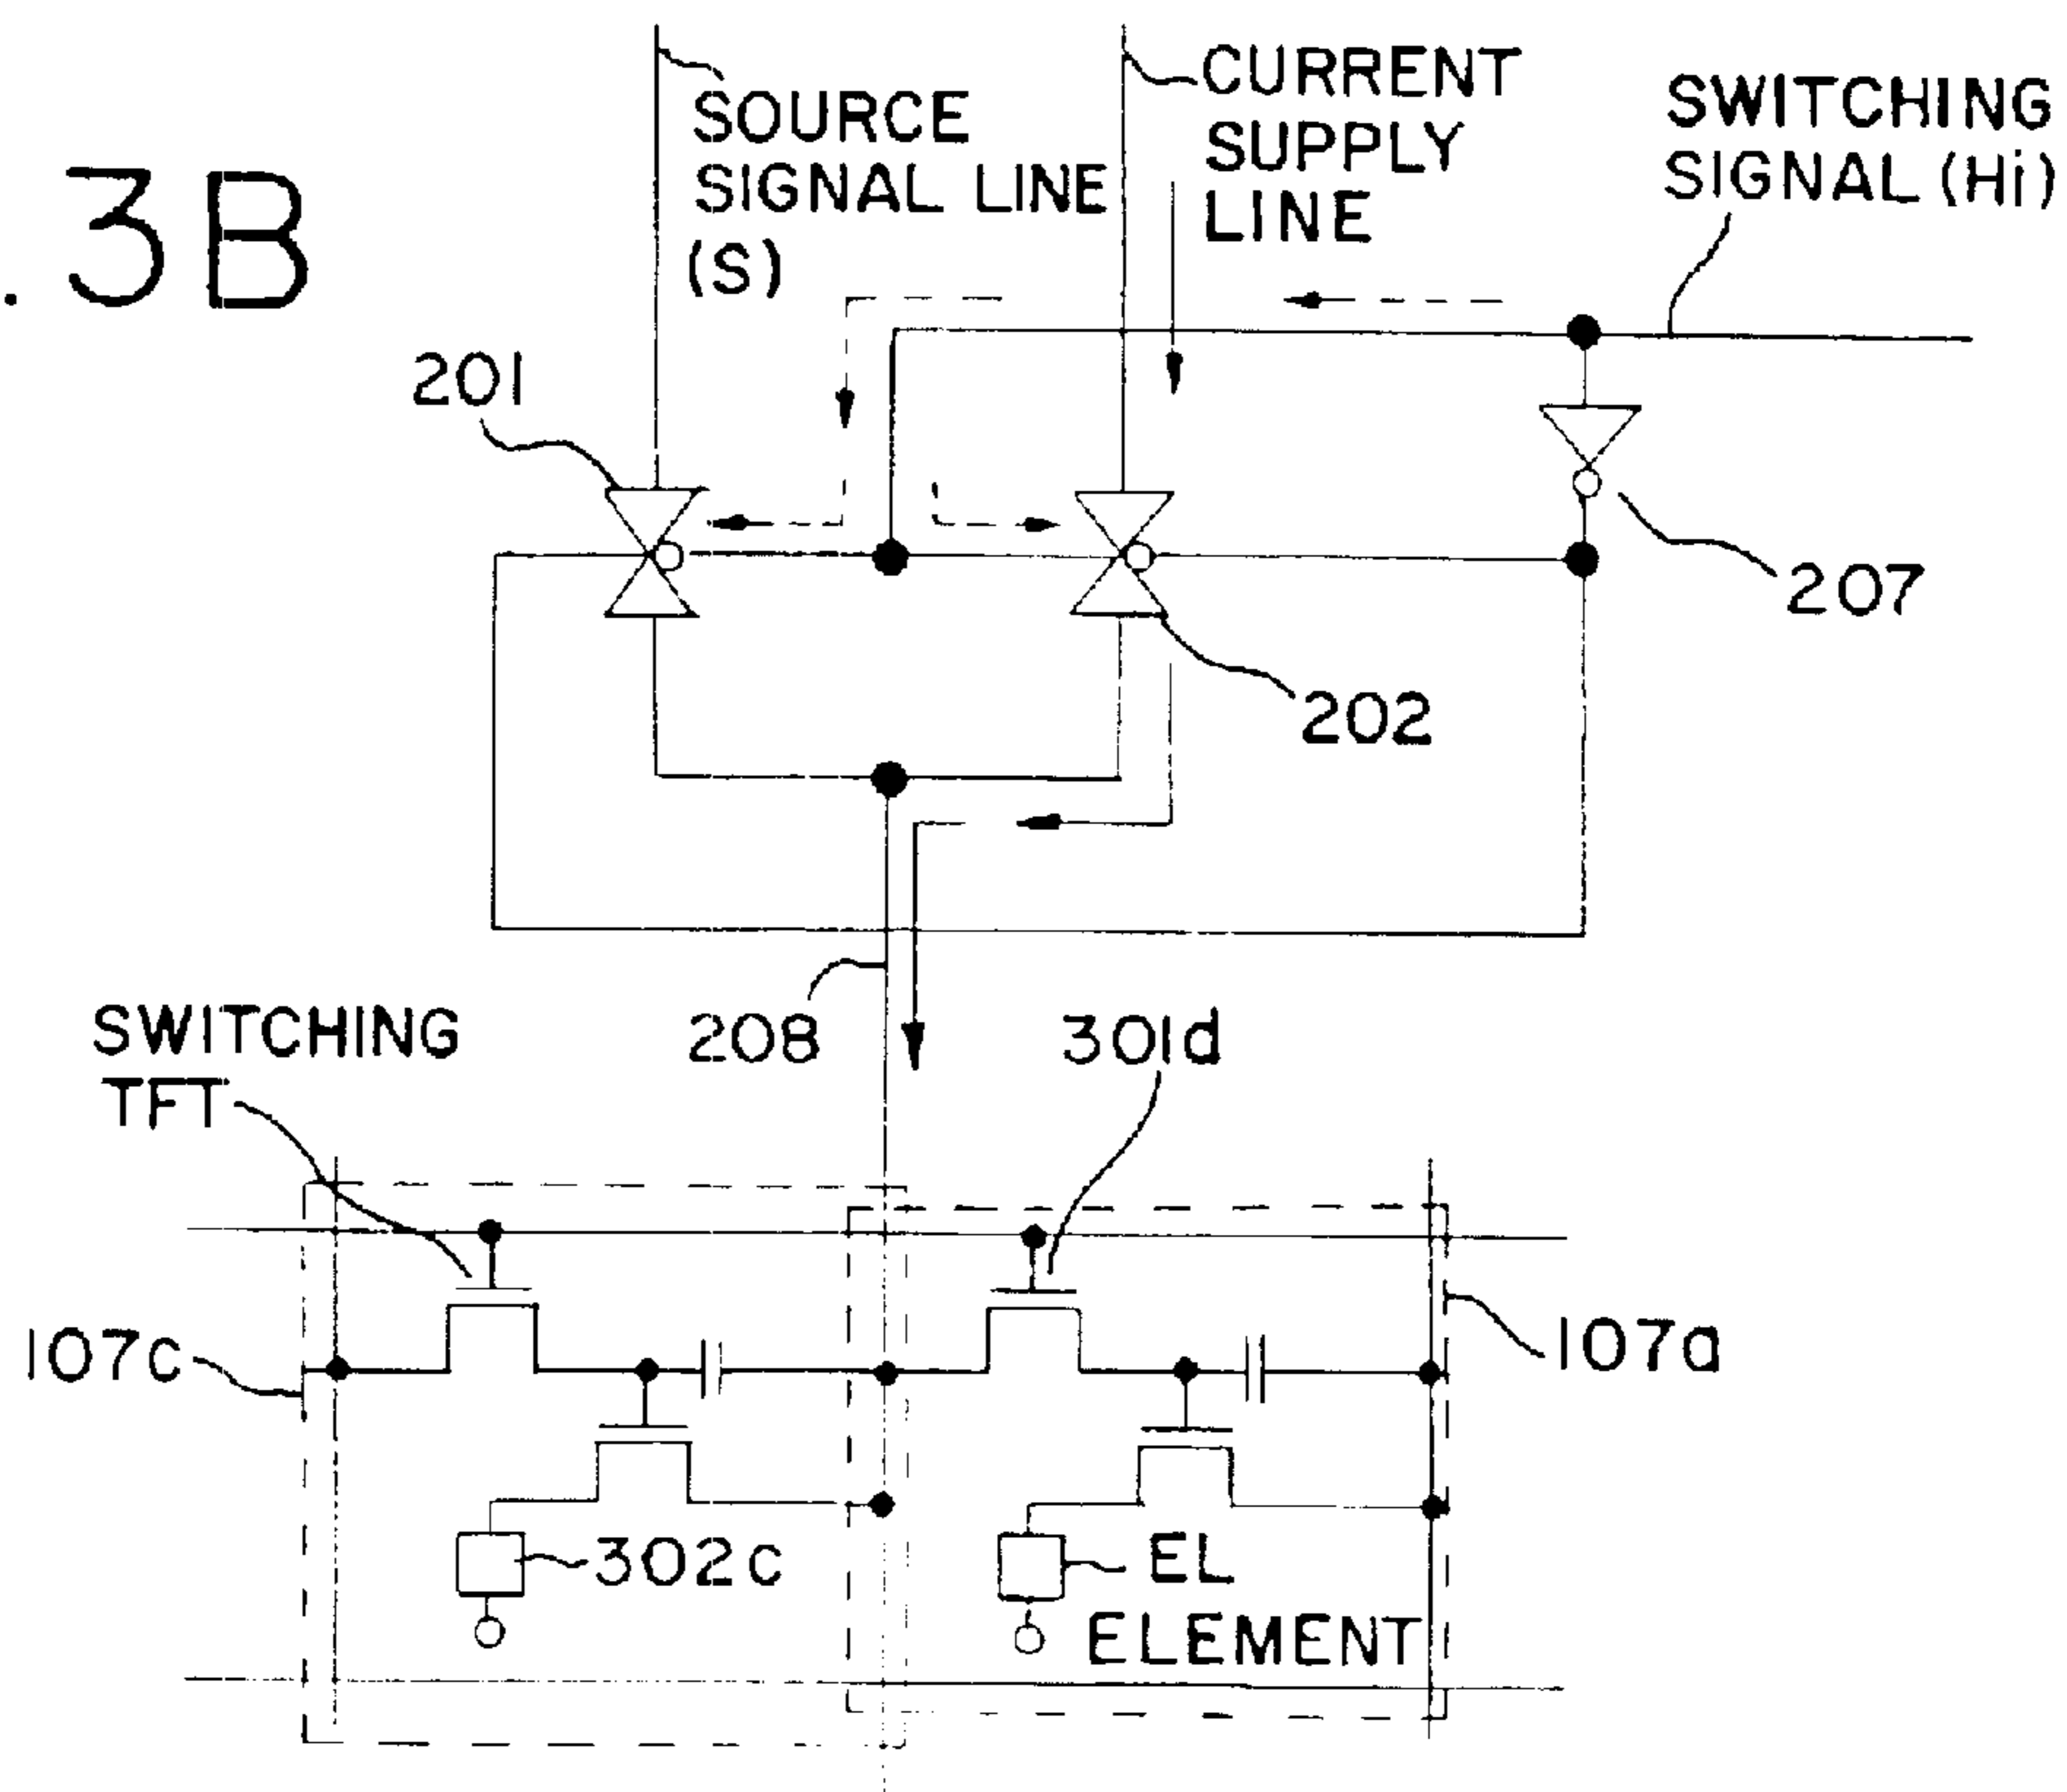 . 3B
SOURCE
SIGNAL LINE
(S)
CURRENT
SUPPLY
LINE
SWITCHING
SIGNAL (Hi)
201
207
202
208
SWITCHING
TFT
301d
107c
107a
302c
EL
ELEMENT